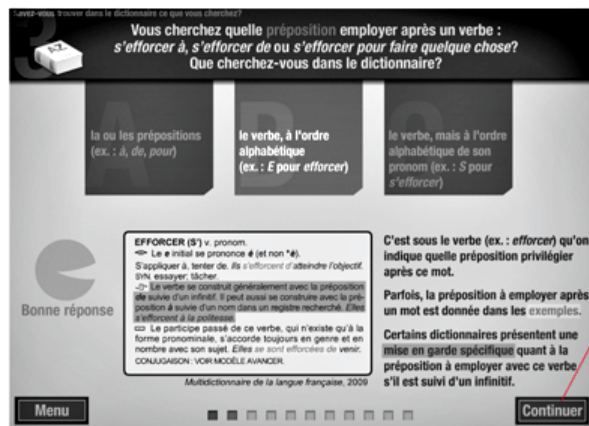 Savez-vous trouver dans le dictionnaire ce que vous cherchez?
3
AZ
Vous cherchez quelle préposition employer après un verbe :
s'efforcer à, s'efforcer de ou s'efforcer pour faire quelque chose?
Que cherchez-vous dans le dictionnaire?
A
la ou les prépositions
(ex. : à, de, pour)
le verbe, à l'ordre
alphabétique
(ex. : E pour efforcer)
le verbe, mais à l'ordre
alphabétique de son
pronom (ex. : S pour
s'efforcer)
Bonne réponse
EFFORCER (S') v. pronom.
Le e initial se prononce é (et non *è).
S'appliquer à, tenter de. Ils s'efforcent d'atteindre l'objectif.
SYN. essayer; tâcher.
Le verbe se construit généralement avec la préposition
de suivie d'un infinitif. Il peut aussi se construire avec la pré-
position à suivie d'un nom dans un registre recherché. Elles
s'efforcent à la politesse.
Le participe passé de ce verbe, qui n'existe qu'à la
forme pronominale, s'accorde toujours en genre et en
nombre avec son sujet. Elles se sont efforcées de venir.
CONJUGAISON : VOIR MODÈLE AVANCER.
Multidictionnaire de la langue française, 2009
C'est sous le verbe (ex. : efforcer) qu'on
indique quelle préposition privilégier
après ce mot.
Parfois, la préposition à employer après
un mot est donnée dans les exemples.
Certains dictionnaires présentent une
mise en garde spécifique quant à la
préposition à employer avec ce verbe
s'il est suivi d'un infinitif.
Menu
Continuer